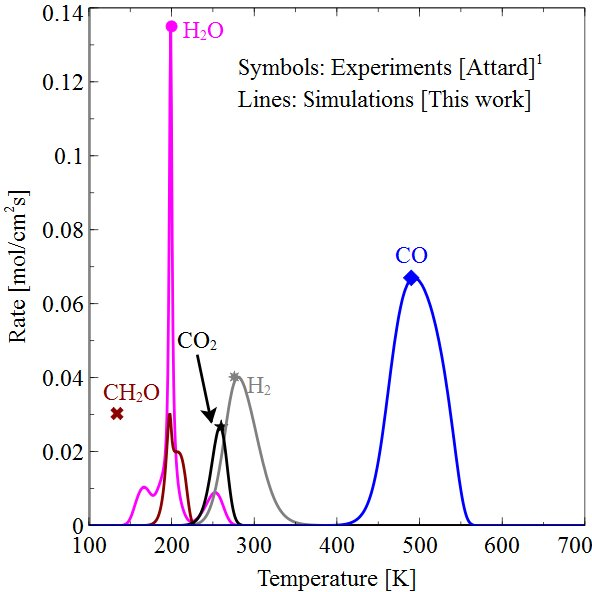 0.14
H₂O
Symbols: Experiments [Attard]¹
Lines: Simulations [This work]
0.12
0.1
0.08
CO
0.06
CO₂
0.04
H₂
CH₂O
0.02
0
Rate [mol/cm²s]
100 200 300 400 500 600 700
Temperature [K]